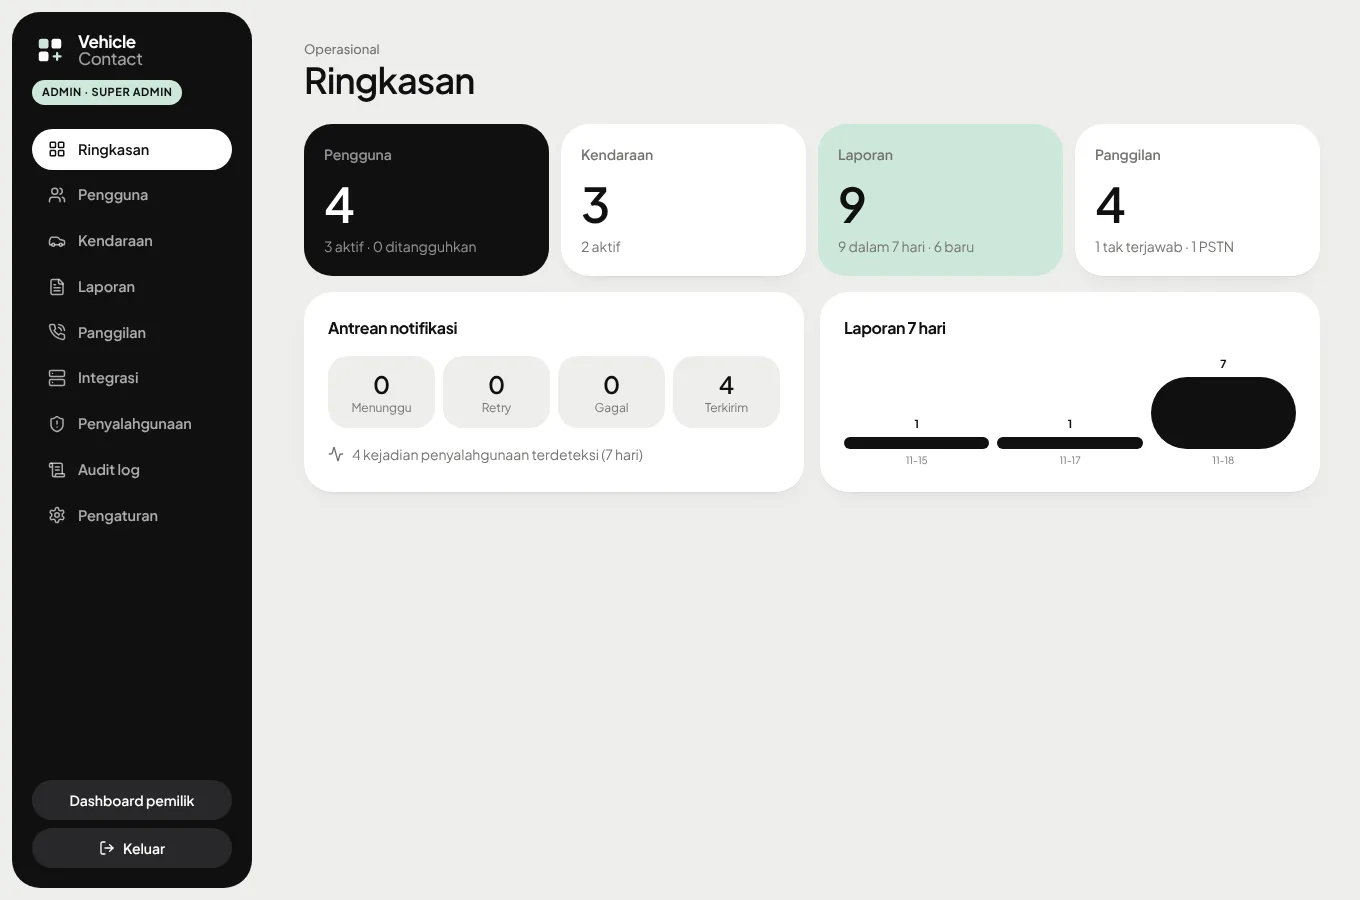 Vehicle
Contact
ADMIN · SUPER ADMIN
Ringkasan
Pengguna
Kendaraan
Laporan
Panggilan
Integrasi
Penyalahgunaan
Audit log
Pengaturan
Dashboard pemilik
Keluar
Operasional
Ringkasan
Pengguna
4
3 aktif · 0 ditangguhkan
Kendaraan
3
2 aktif
Laporan
9
9 dalam 7 hari · 6 baru
Panggilan
4
1 tak terjawab · 1 PSTN
Antrean notifikasi
0
Menunggu
0
Retry
0
Gagal
4
Terkirim
4 kejadian penyalahgunaan terdeteksi (7 hari)
Laporan 7 hari
1
11-15
1
11-17
7
11-18